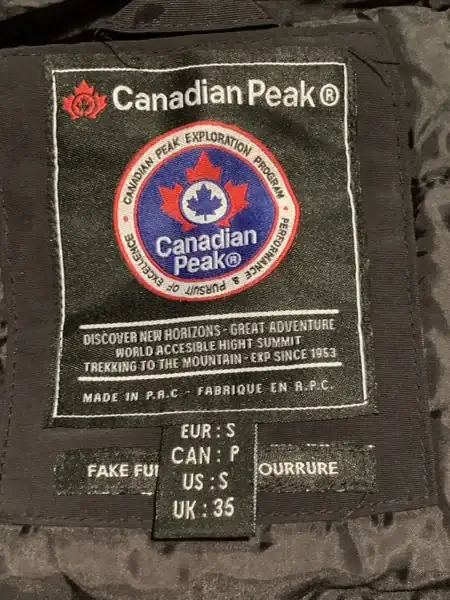 Canadian Peak®
CANADIAN PEAK EXPLORATION PROGRAM
PERFORMANCE & PURSUIT OF EXCELLENCE
Canadian
Peak®
DISCOVER NEW HORIZONS - GREAT ADVENTURE
WORLD ACCESIBLE HIGHT SUMMIT
TREKKING TO THE MOUNTAIN - EXP SINCE 1953
MADE IN P.R.C - FABRIQUE EN R.P.C.
EUR : S
CAN : P
US : S
UK : 35
FAKE